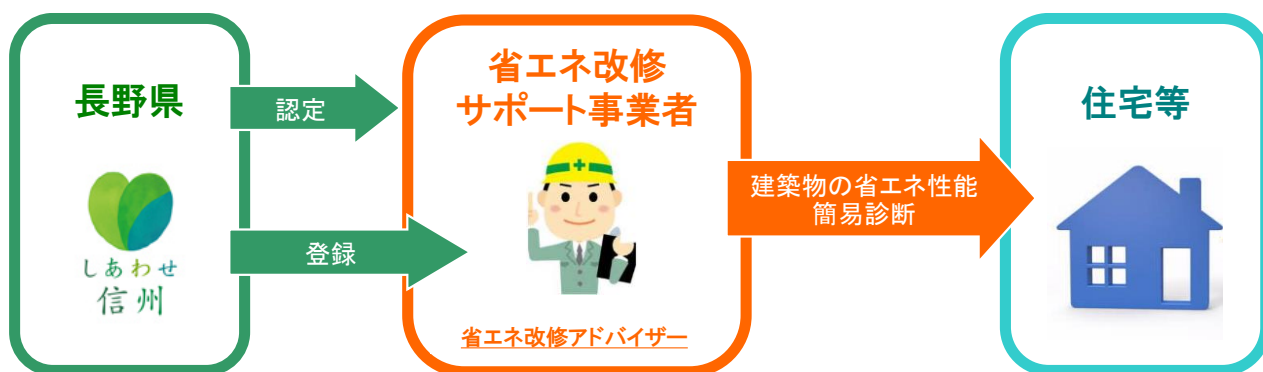 長野県
しあわせ
信州
認定
登録
省エネ改修
サポート事業者
省エネ改修アドバイザー
建築物の省エネ性能
簡易診断
住宅等